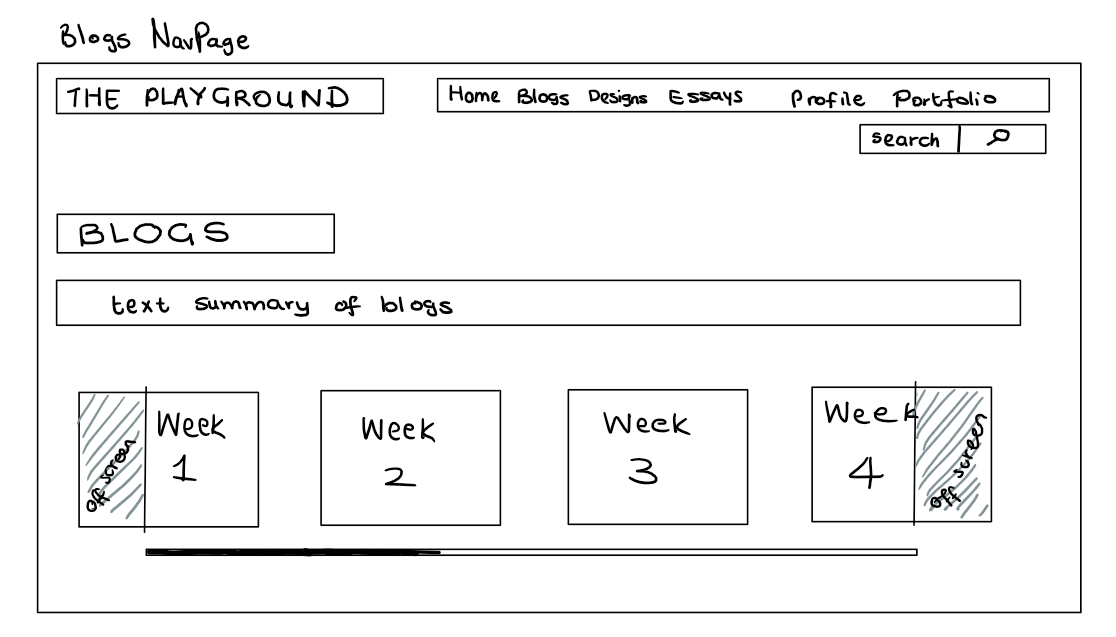 Blogs NavPage
THE PLAYGROUND
Home Blogs Designs Essays Profile Portfolio
search
BLOGS
text summary of blogs
Week
1
off screen
Week
2
Week
3
Week
4
off screen